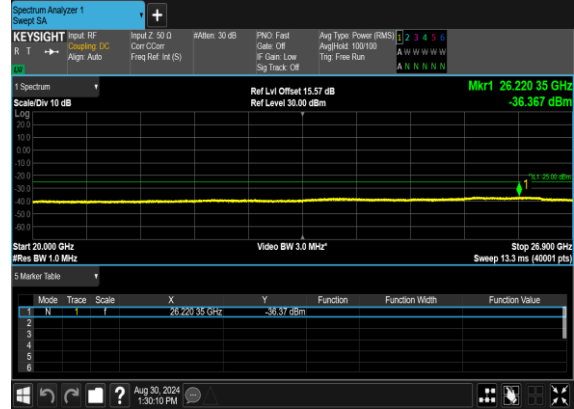 Spectrum Analyzer 1
Swept SA
+
KEYSIGHT Input: RF Input Z: 50 Ω #Atten: 30 dB PNO: Fast Avg Type: Power (RMS) 1 2 3 4 5 6
R T Coupling: DC Corr CCorr Gate: Off Avg|Hold: 100/100 A W W W W W
Align: Auto Freq Ref: Int (S) IF Gain: Low Trig: Free Run
Sig Track: Off A N N N N N
1 Spectrum Ref Lvl Offset 15.57 dB Mkr1 26.220 35 GHz
Scale/Div 10 dB Ref Level 30.00 dBm -36.367 dBm
Log
20.0
10.0
0.00
-10.0
-20.0
DL1 -25.00 dBm
-30.0
1
-40.0
-50.0
-60.0
Start 20.000 GHz Video BW 3.0 MHz* Stop 26.900 GHz
#Res BW 1.0 MHz Sweep 13.3 ms (40001 pts)
5 Marker Table
Mode Trace Scale X Y Function Function Width Function Value
1 N 1 f 26.220 35 GHz -36.37 dBm
2
3
4
5
6
? Aug 30, 2024
1:30:10 PM